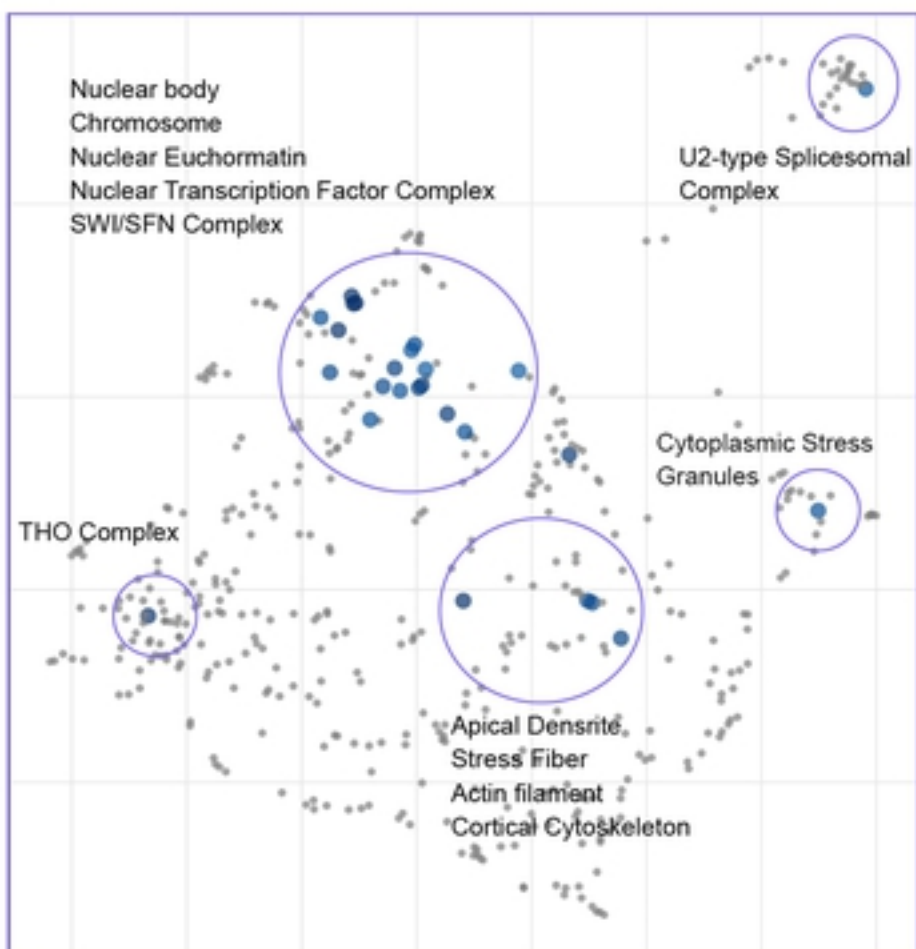 Nuclear body
Chromosome
Nuclear Euchormatin
Nuclear Transcription Factor Complex
SWI/SFN Complex
U2-type Splicesomal
Complex
Cytoplasmic Stress
Granules
THO Complex
Apical Densrite
Stress Fiber
Actin filament
Cortical Cytoskeleton